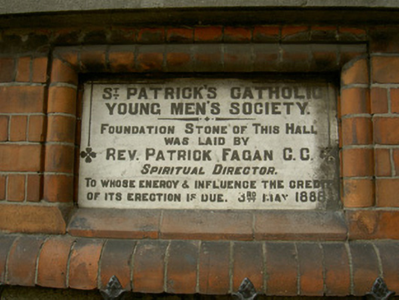 ST PATRICK'S CATHOLIC
YOUNG MEN'S SOCIETY.
FOUNDATION STONE OF THIS HALL
WAS LAID BY
REV. PATRICK FAGAN C.C.
SPIRITUAL DIRECTOR.
TO WHOSE ENERGY & INFLUENCE THE CREDIT
OF ITS ERECTION IS DUE. 3RD MAY 1888